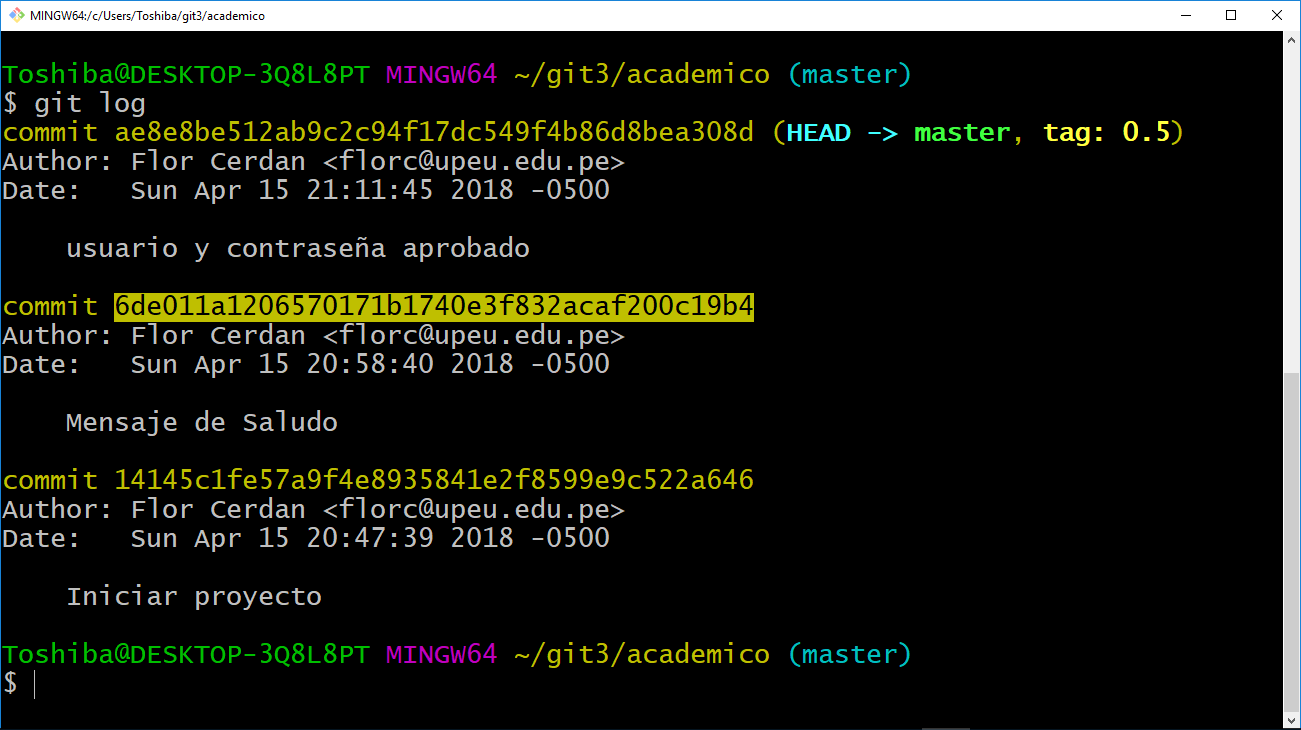 MINGW64:/c/Users/Toshiba/git3/academico
Toshiba@DESKTOP-3Q8L8PT MINGW64 ~/git3/academico (master)
$ git log
commit ae8e8be512ab9c2c94f17dc549f4b86d8bea308d (HEAD -> master, tag: 0.5)
Author: Flor Cerdan <florc@upeu.edu.pe>
Date:   Sun Apr 15 21:11:45 2018 -0500
    usuario y contraseña aprobado
commit 6de011a1206570171b1740e3f832acaf200c19b4
Author: Flor Cerdan <florc@upeu.edu.pe>
Date:   Sun Apr 15 20:58:40 2018 -0500
    Mensaje de Saludo
commit 14145c1fe57a9f4e8935841e2f8599e9c522a646
Author: Flor Cerdan <florc@upeu.edu.pe>
Date:   Sun Apr 15 20:47:39 2018 -0500
    Iniciar proyecto
Toshiba@DESKTOP-3Q8L8PT MINGW64 ~/git3/academico (master)
$